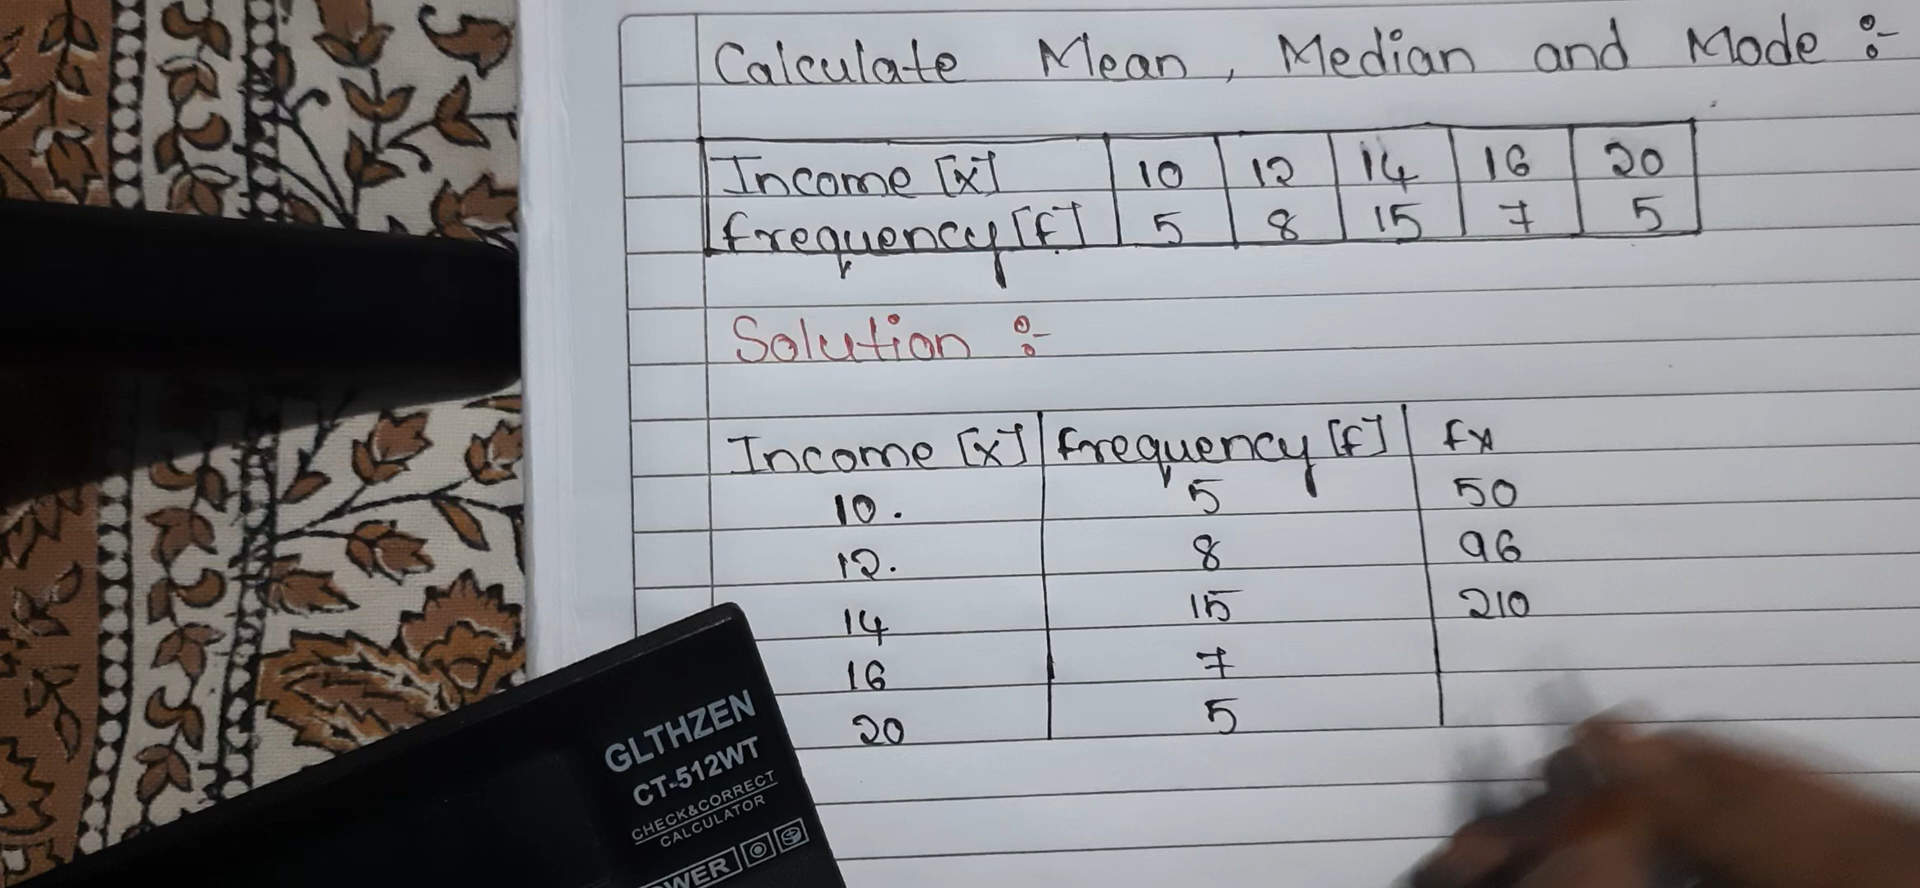 Calculate Mean, Median and Mode :-
Income [x] 10 12 14 16 20
frequency [f] 5 8 15 7 5
Solution :-
Income [x] frequency [f] fx
10. 5 50
12. 8 96
14 15 210
16 7
20 5
GLTHZEN
CT-512WT
CHECK&CORRECT
CALCULATOR
WER